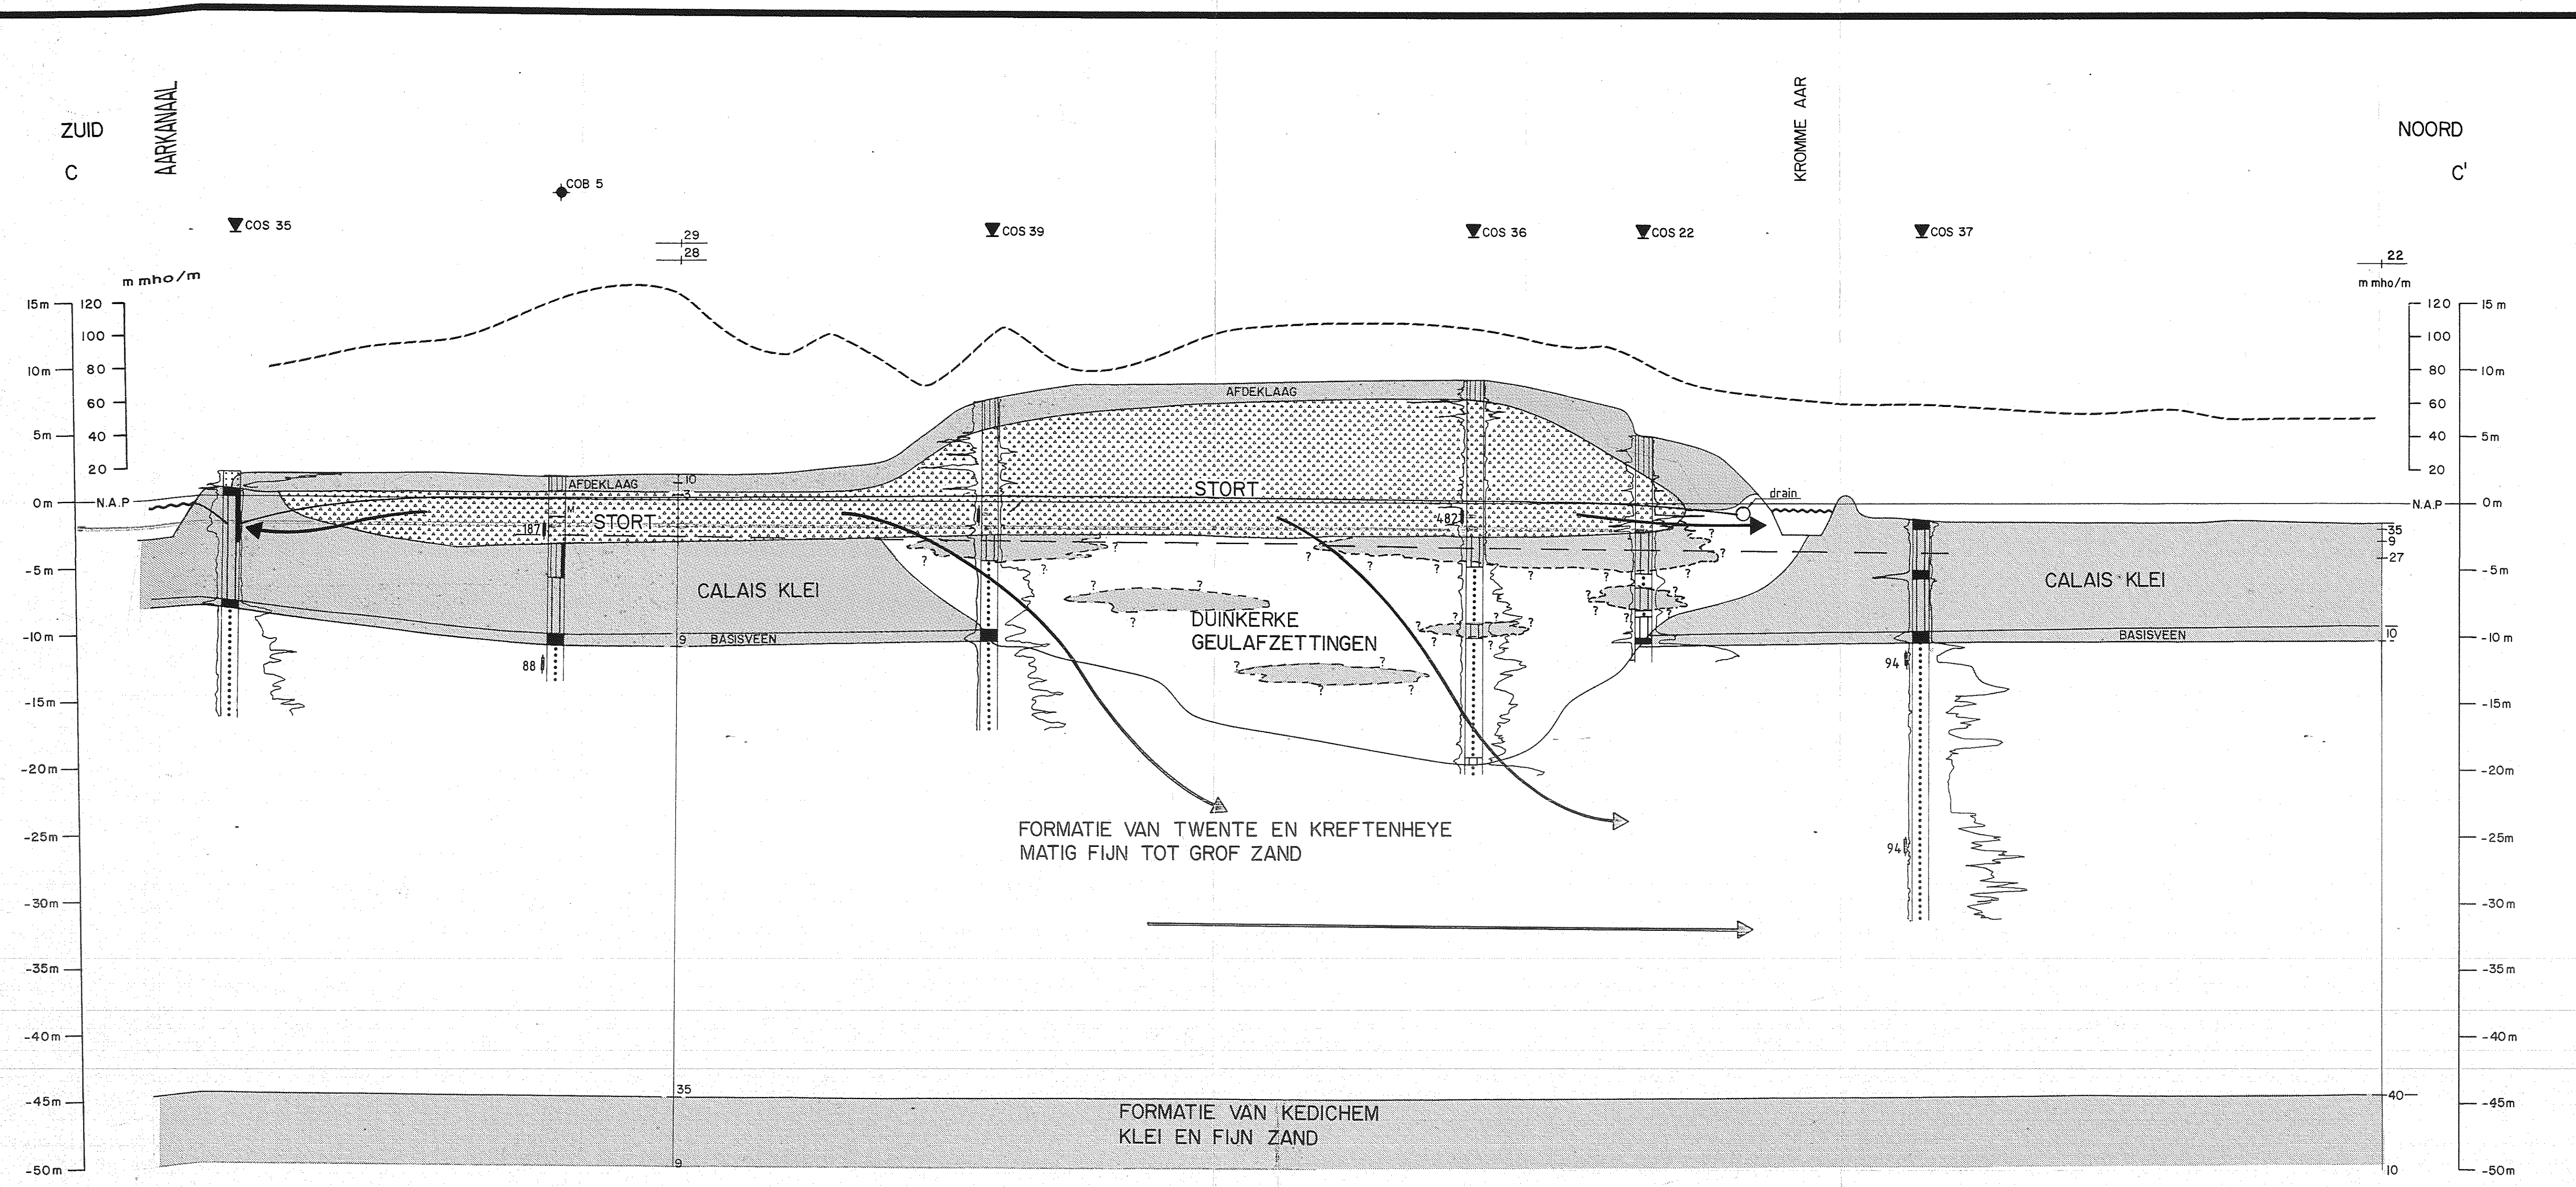 AARKANAAL
KROMME AAR
ZUID
NOORD
C
C'
COB 5
COS 35
COS 39
COS 36
COS 22
COS 37
29
28
22
m mho/m
m mho/m
15m
120
120
15 m
100
100
10m
80
80
10m
60
60
5m
40
40
5m
20
20
0m
N.A.P
N.A.P
0m
AFDEKLAAG
AFDEKLAAG
10
3
M
STORT
STORT
drain
187
482
35
9
27
-5m
-5m
CALAIS KLEI
CALAIS KLEI
? ? ? ? ? ? ? ? ? ? ? ?
DUINKERKE
GEULAFZETTINGEN
-10m
9
BASISVEEN
BASISVEEN
10
-10 m
88
94
-15m
-15m
-20m
-20m
FORMATIE VAN TWENTE EN KREFTENHEYE
MATIG FIJN TOT GROF ZAND
94
-25m
-25m
-30m
-30m
-35m
-35m
-40m
-40m
35
40
-45m
-45m
FORMATIE VAN KEDICHEM
KLEI EN FIJN ZAND
9
10
-50m
-50m